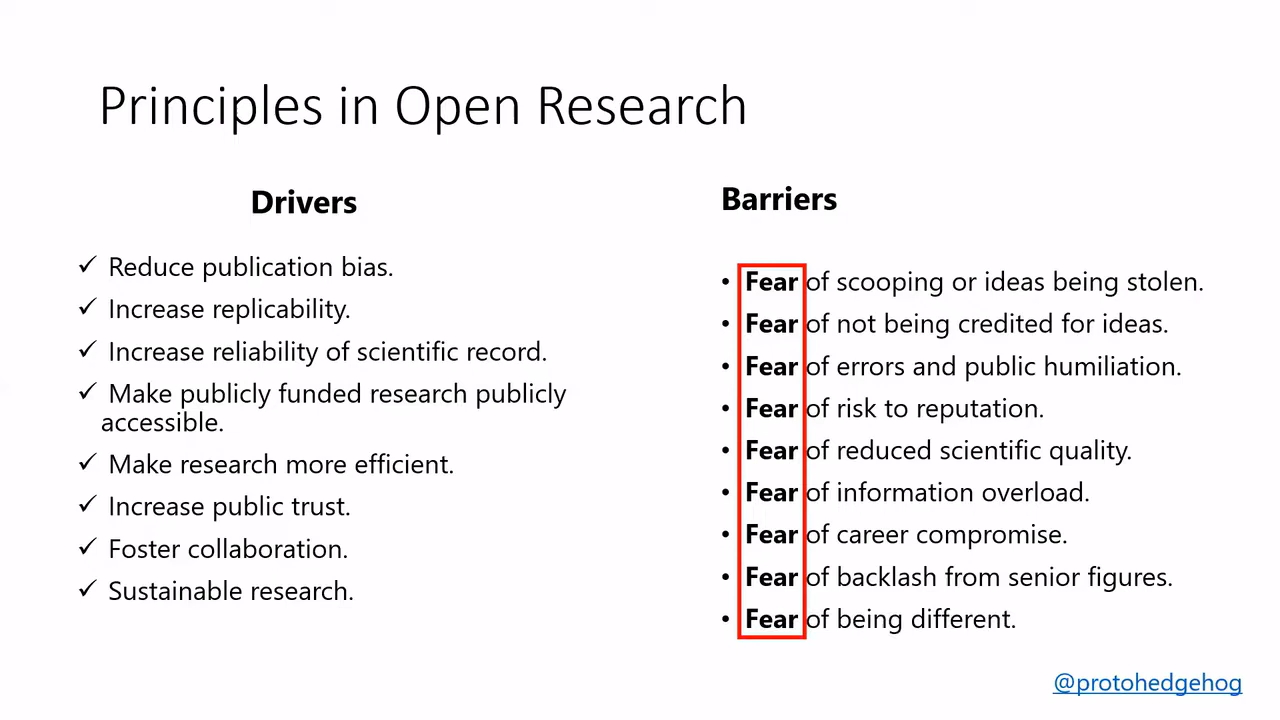 Principles in Open Research
Drivers
✓ Reduce publication bias.
✓ Increase replicability.
✓ Increase reliability of scientific record.
✓ Make publicly funded research publicly
accessible.
✓ Make research more efficient.
✓ Increase public trust.
✓ Foster collaboration.
✓ Sustainable research.
Barriers
• Fear of scooping or ideas being stolen.
• Fear of not being credited for ideas.
• Fear of errors and public humiliation.
• Fear of risk to reputation.
• Fear of reduced scientific quality.
• Fear of information overload.
• Fear of career compromise.
• Fear of backlash from senior figures.
• Fear of being different.
@protohedgehog